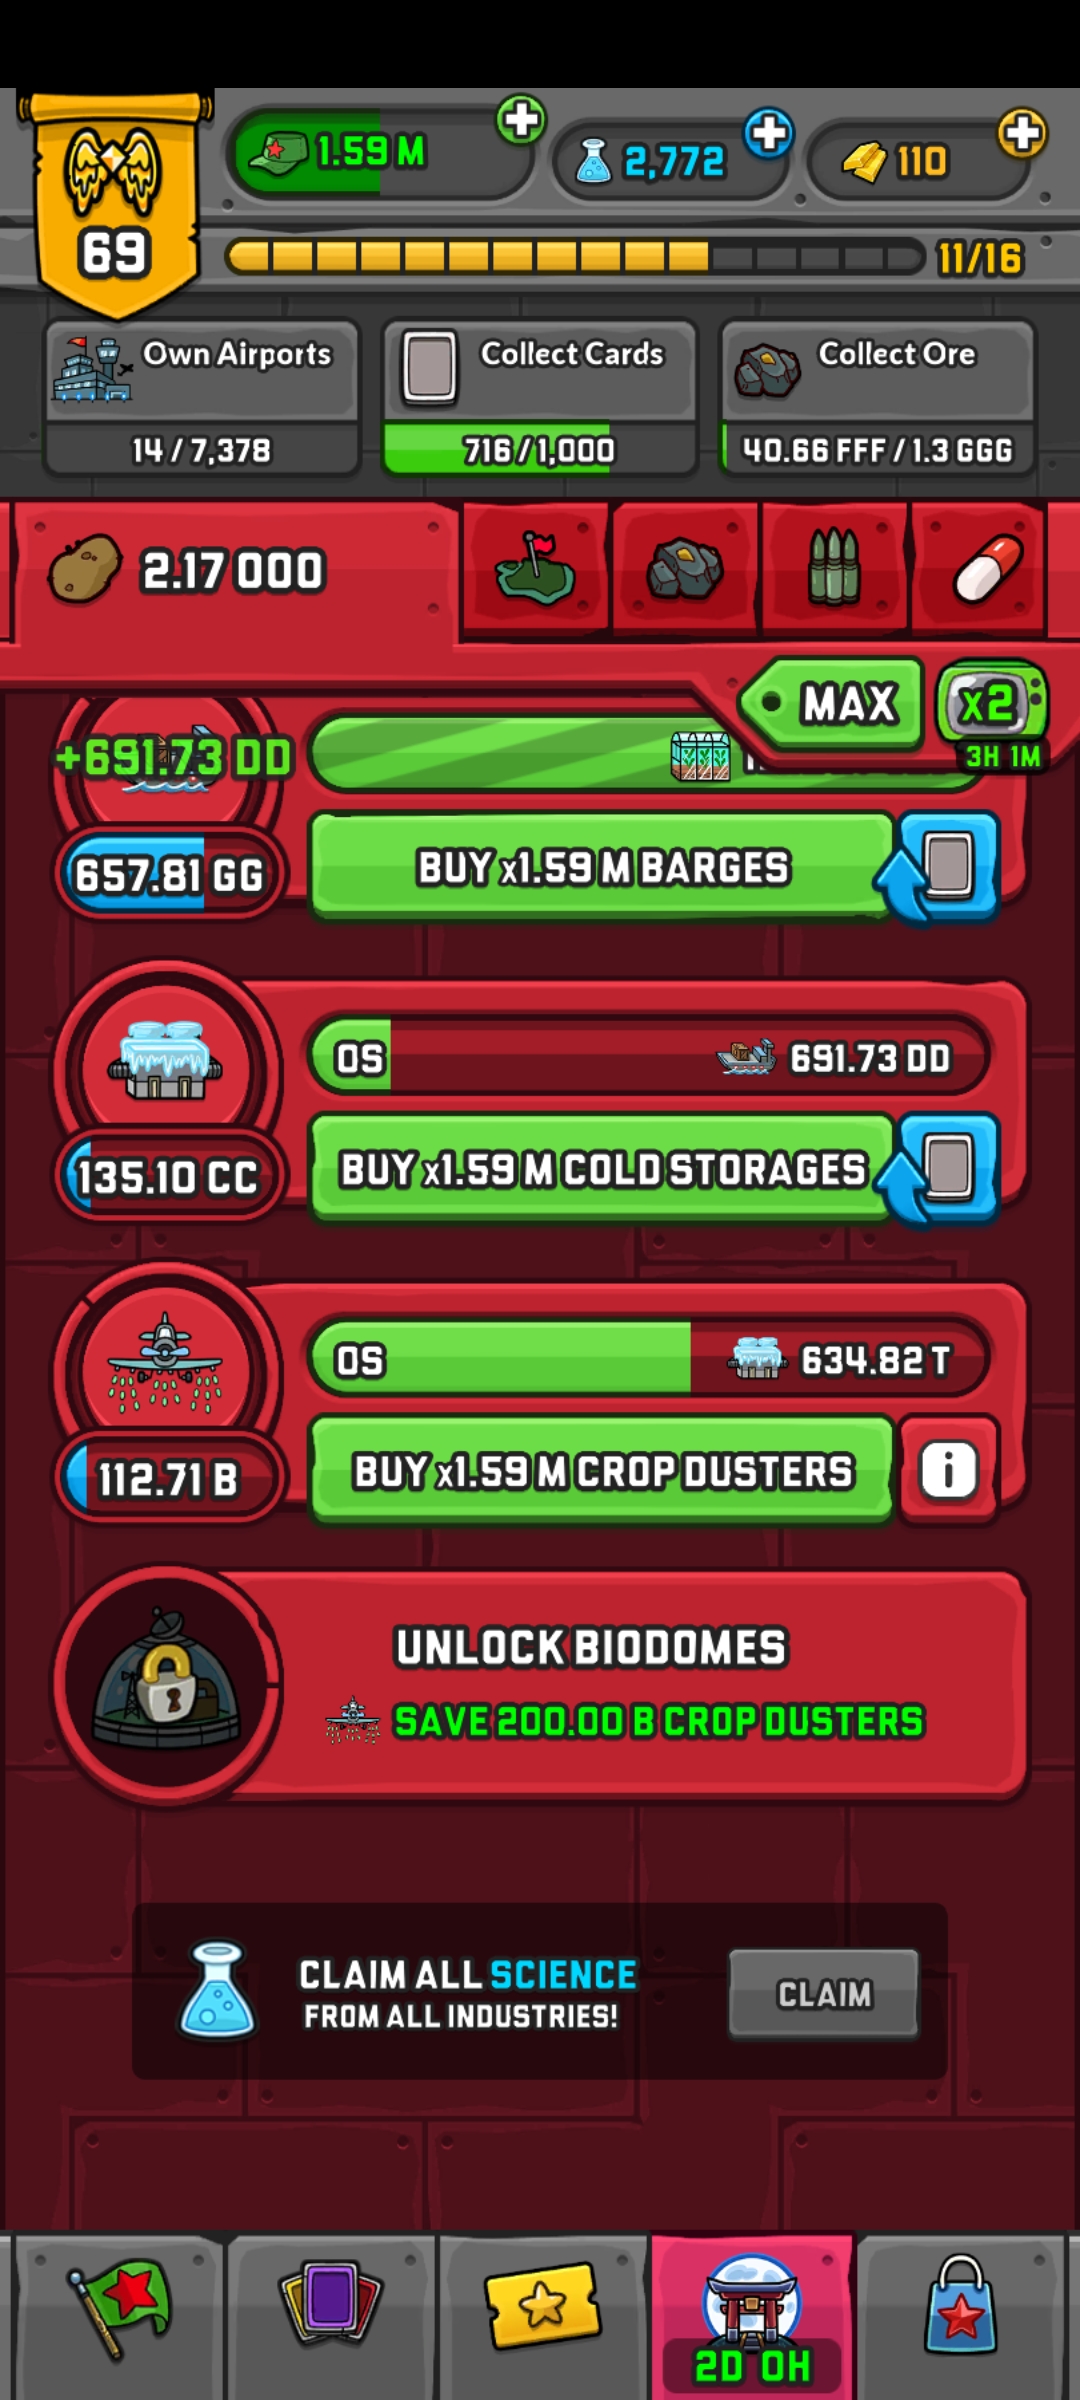 1.59 M
2,772
110
69
11/16
Own Airports
14 / 7,378
Collect Cards
716 / 1,000
Collect Ore
40.66 FFF / 1.3 GGG
2.17 OOO
MAX
x2
3H 1M
+691.73 DD
657.81 GG
BUY x1.59 M BARGES
0S
691.73 DD
135.10 CC
BUY x1.59 M COLD STORAGES
0S
634.82 T
112.71 B
BUY x1.59 M CROP DUSTERS
i
UNLOCK BIODOMES
SAVE 200.00 B CROP DUSTERS
CLAIM ALL SCIENCE
FROM ALL INDUSTRIES!
CLAIM
2D 0H